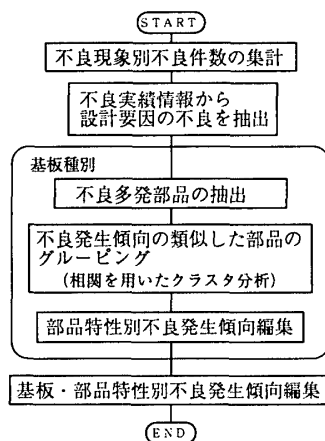 START
不良現象別不良件数の集計
不良実績情報から
設計要因の不良を抽出
基板種別
不良多発部品の抽出
不良発生傾向の類似した部品の
グルーピング
(相関を用いたクラスタ分析)
部品特性別不良発生傾向編集
基板・部品特性別不良発生傾向編集
END